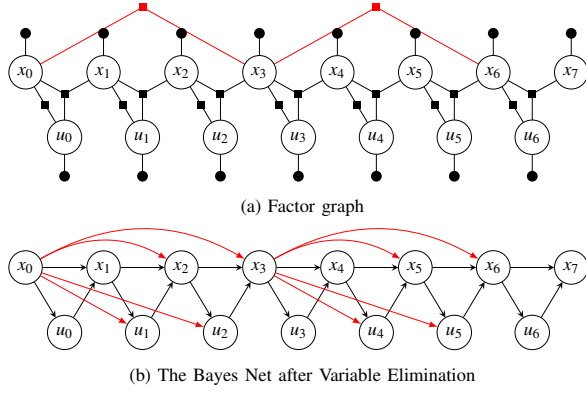 x0 x1 x2 x3 x4 x5 x6 x7
u0 u1 u2 u3 u4 u5 u6
(a) Factor graph
x0 x1 x2 x3 x4 x5 x6 x7
u0 u1 u2 u3 u4 u5 u6
(b) The Bayes Net after Variable Elimination